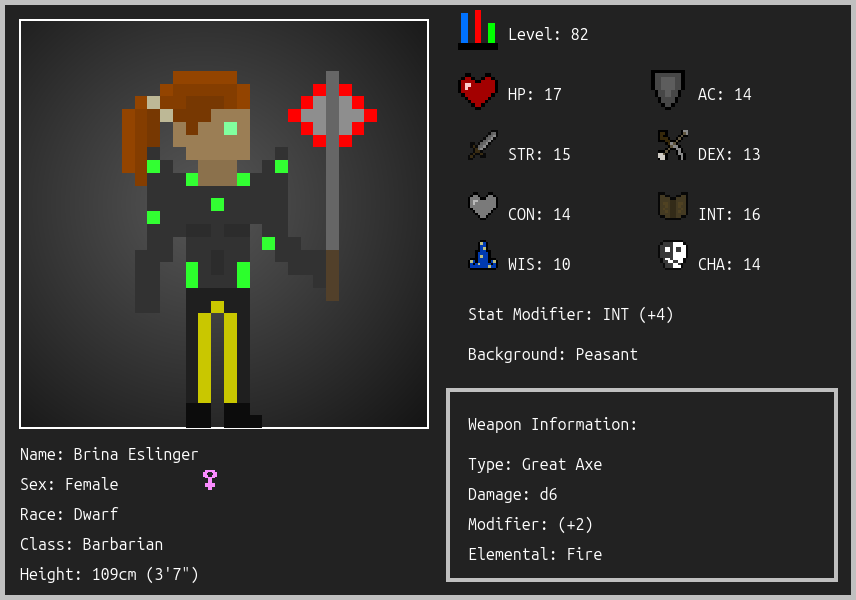 Level: 82
HP: 17
AC: 14
STR: 15
DEX: 13
CON: 14
INT: 16
WIS: 10
CHA: 14
Stat Modifier: INT (+4)
Background: Peasant
Weapon Information:
Type: Great Axe
Damage: d6
Modifier: (+2)
Elemental: Fire
Name: Brina Eslinger
Sex: Female
Race: Dwarf
Class: Barbarian
Height: 109cm (3'7")